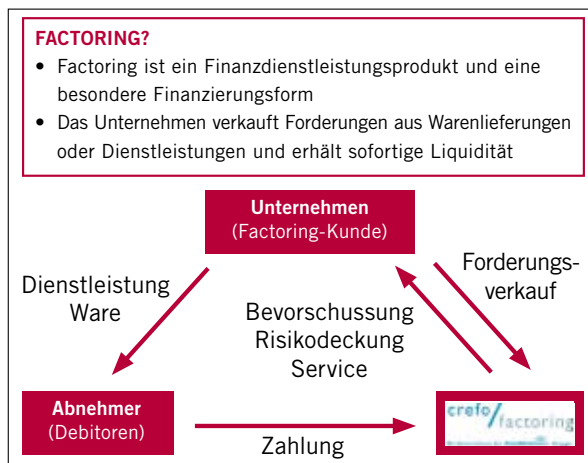 FACTORING?
• Factoring ist ein Finanzdienstleistungsprodukt und eine
besondere Finanzierungsform
• Das Unternehmen verkauft Forderungen aus Warenlieferungen
oder Dienstleistungen und erhält sofortige Liquidität
Unternehmen
(Factoring-Kunde)
Dienstleistung
Ware
Forderungs-
verkauf
Bevorschussung
Risikodeckung
Service
Abnehmer
(Debitoren)
Zahlung
crefo/factoring